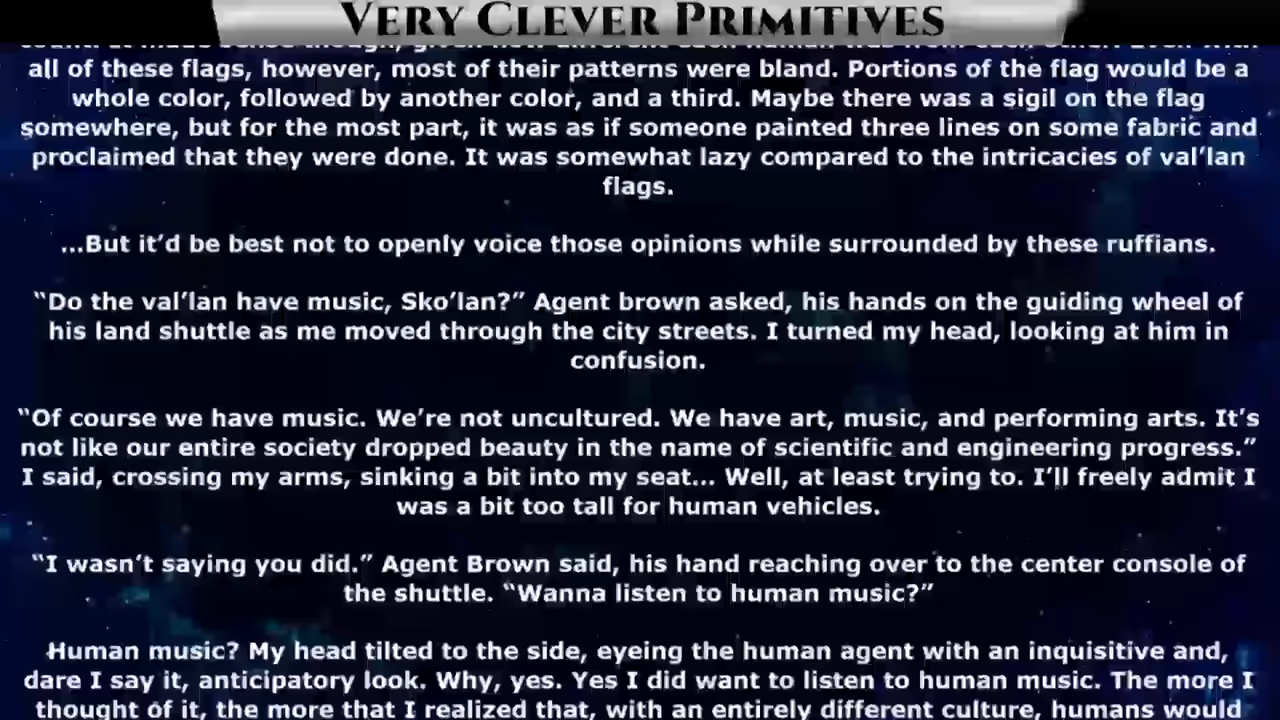 VERY CLEVER PRIMITIVES
all of these flags, however, most of their patterns were bland. Portions of the flag would be a
whole color, followed by another color, and a third. Maybe there was a sigil on the flag
somewhere, but for the most part, it was as if someone painted three lines on some fabric and
proclaimed that they were done. It was somewhat lazy compared to the intricacies of val’lan
flags.
...But it’d be best not to openly voice those opinions while surrounded by these ruffians.
“Do the val’lan have music, Sko’lan?” Agent brown asked, his hands on the guiding wheel of
his land shuttle as me moved through the city streets. I turned my head, looking at him in
confusion.
“Of course we have music. We’re not uncultured. We have art, music, and performing arts. It’s
not like our entire society dropped beauty in the name of scientific and engineering progress.”
I said, crossing my arms, sinking a bit into my seat... Well, at least trying to. I’ll freely admit I
was a bit too tall for human vehicles.
“I wasn’t saying you did.” Agent Brown said, his hand reaching over to the center console of
the shuttle. “Wanna listen to human music?”
Human music? My head tilted to the side, eyeing the human agent with an inquisitive and,
dare I say it, anticipatory look. Why, yes. Yes I did want to listen to human music. The more I
thought of it, the more that I realized that, with an entirely different culture, humans would